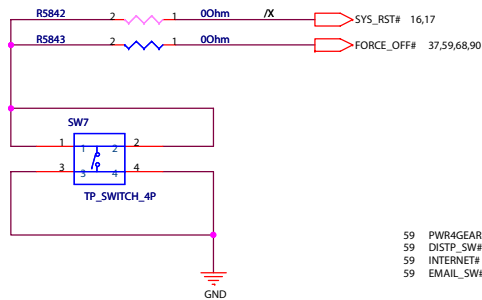 R5842 2 1 0Ohm /X SYS_RST# 16,17
R5843 2 1 0Ohm FORCE_OFF# 37,59,68,90
SW7
1 1 2 2
3 3 4 4
TP_SWITCH_4P
59 PWR4GEAR
59 DISTP_SW#
59 INTERNET#
59 EMAIL_SW#
GND